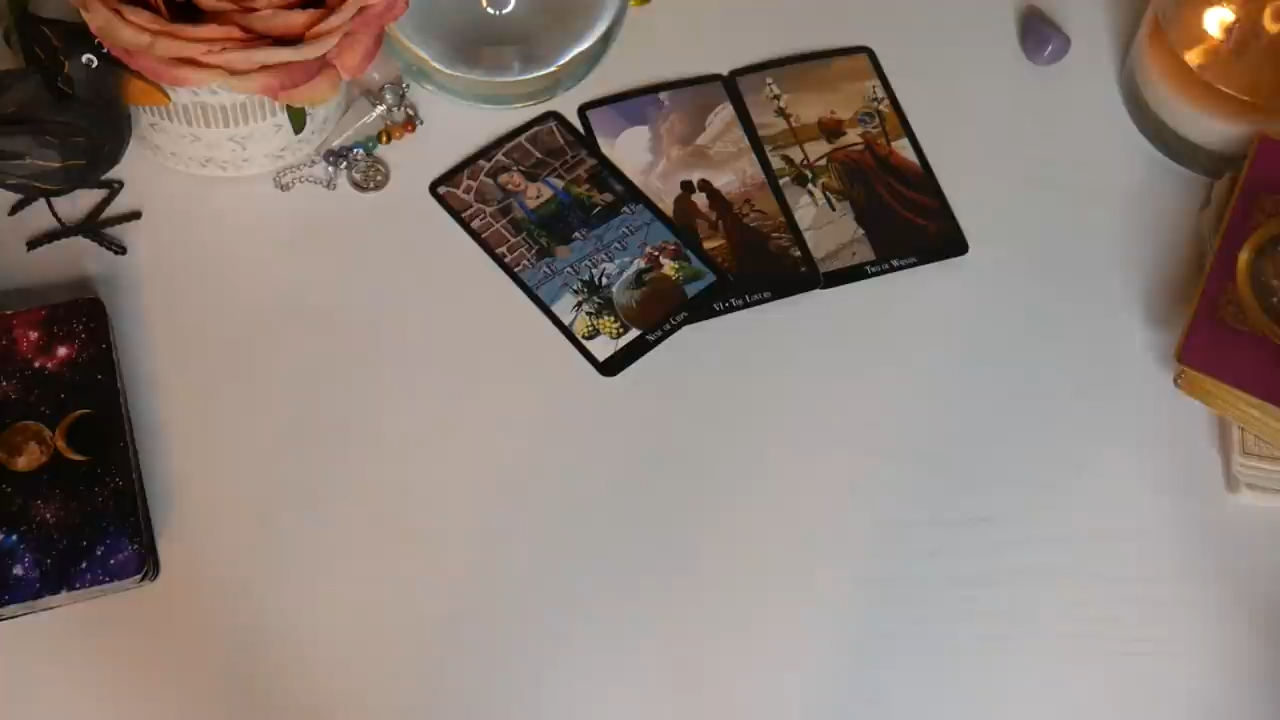 Nine of Cups
VI • The Lovers
Two of Wands